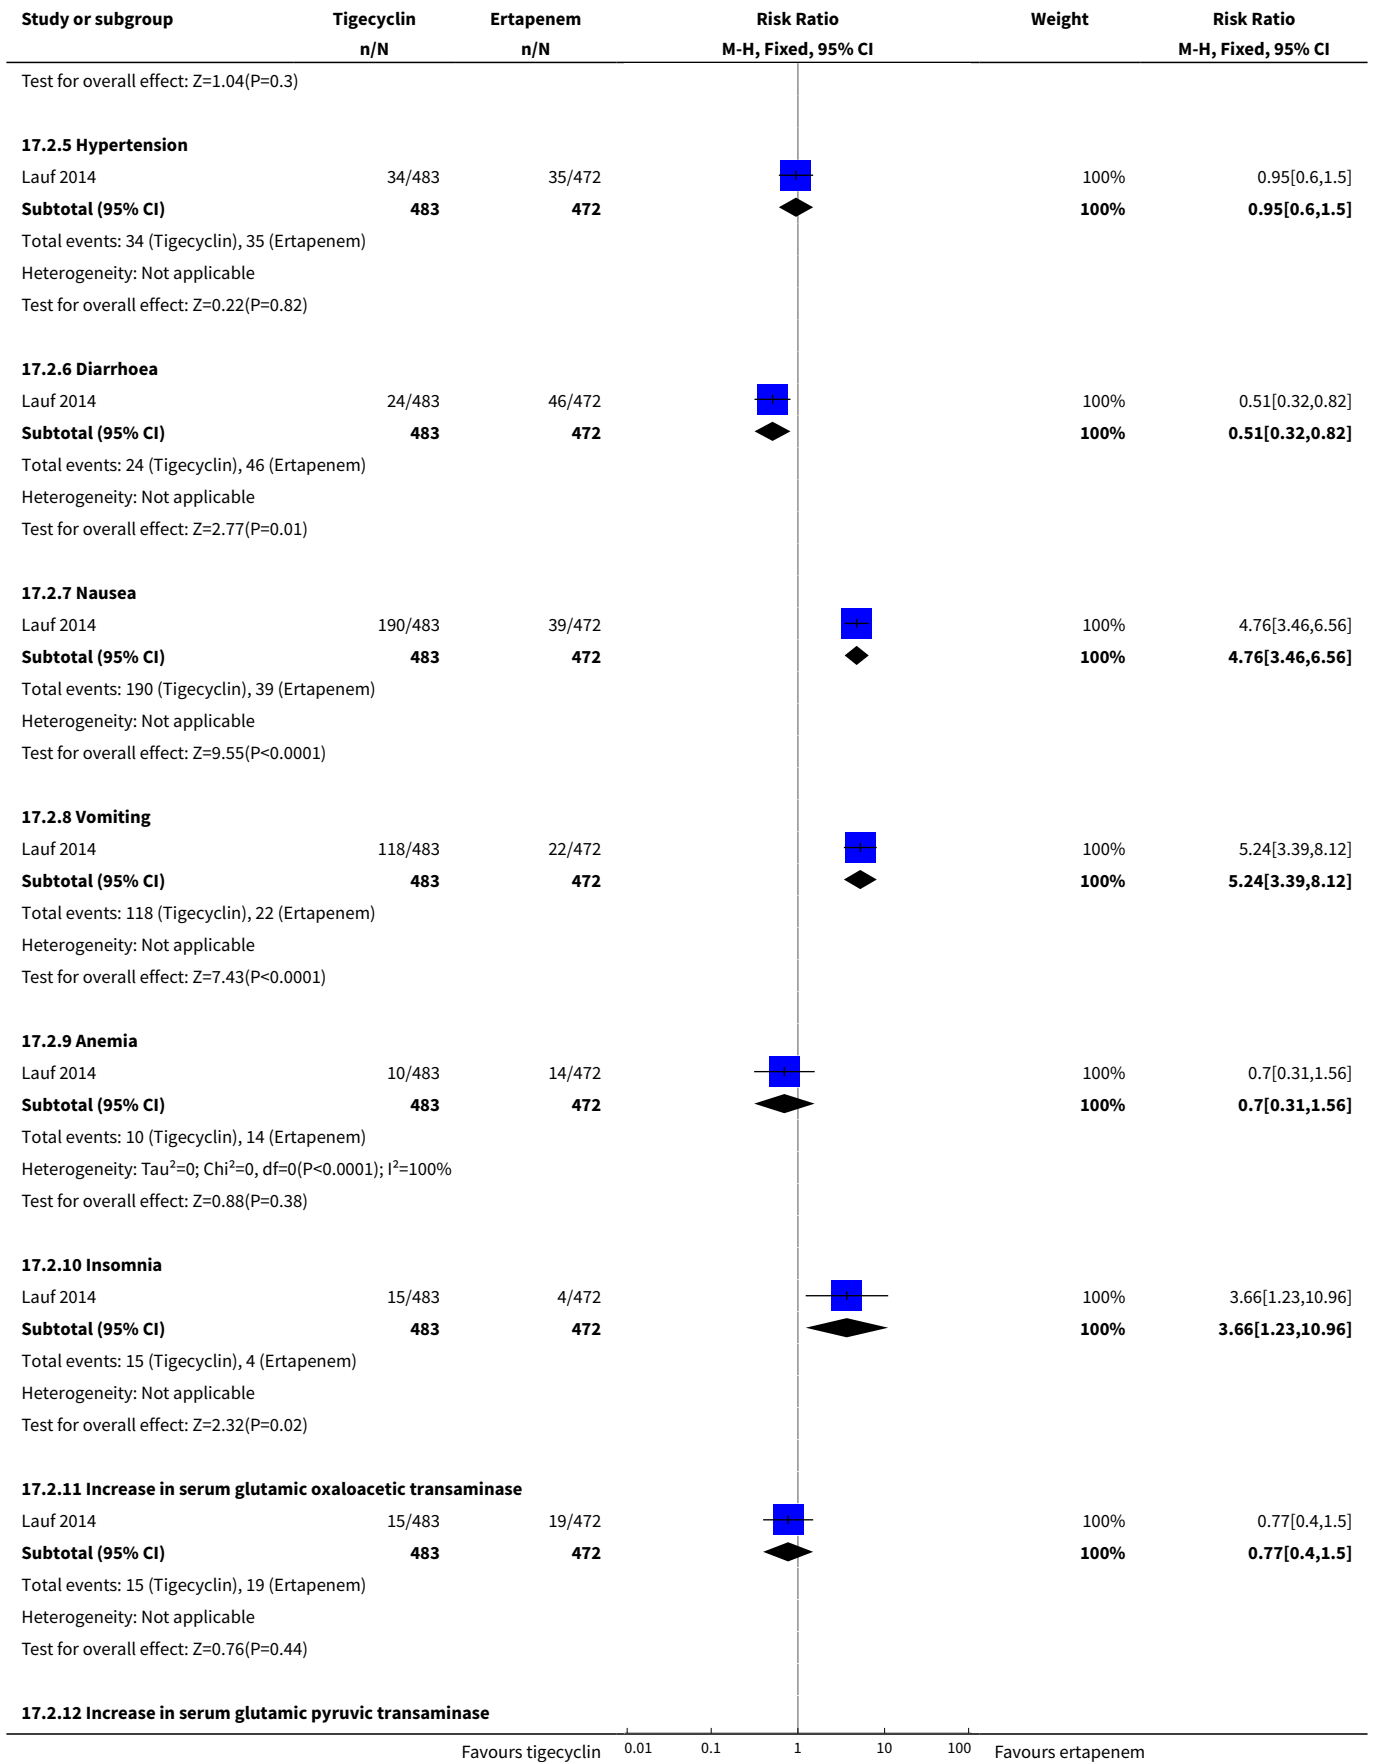 Study or subgroup Tigecyclin Ertapenem Risk Ratio Weight Risk Ratio
n/N n/N M-H, Fixed, 95% CI M-H, Fixed, 95% CI
Test for overall effect: Z=1.04(P=0.3)
17.2.5 Hypertension
Lauf 2014 34/483 35/472 100% 0.95[0.6,1.5]
Subtotal (95% CI) 483 472 100% 0.95[0.6,1.5]
Total events: 34 (Tigecyclin), 35 (Ertapenem)
Heterogeneity: Not applicable
Test for overall effect: Z=0.22(P=0.82)
17.2.6 Diarrhoea
Lauf 2014 24/483 46/472 100% 0.51[0.32,0.82]
Subtotal (95% CI) 483 472 100% 0.51[0.32,0.82]
Total events: 24 (Tigecyclin), 46 (Ertapenem)
Heterogeneity: Not applicable
Test for overall effect: Z=2.77(P=0.01)
17.2.7 Nausea
Lauf 2014 190/483 39/472 100% 4.76[3.46,6.56]
Subtotal (95% CI) 483 472 100% 4.76[3.46,6.56]
Total events: 190 (Tigecyclin), 39 (Ertapenem)
Heterogeneity: Not applicable
Test for overall effect: Z=9.55(P<0.0001)
17.2.8 Vomiting
Lauf 2014 118/483 22/472 100% 5.24[3.39,8.12]
Subtotal (95% CI) 483 472 100% 5.24[3.39,8.12]
Total events: 118 (Tigecyclin), 22 (Ertapenem)
Heterogeneity: Not applicable
Test for overall effect: Z=7.43(P<0.0001)
17.2.9 Anemia
Lauf 2014 10/483 14/472 100% 0.7[0.31,1.56]
Subtotal (95% CI) 483 472 100% 0.7[0.31,1.56]
Total events: 10 (Tigecyclin), 14 (Ertapenem)
Heterogeneity: Tau²=0; Chi²=0, df=0(P<0.0001); I²=100%
Test for overall effect: Z=0.88(P=0.38)
17.2.10 Insomnia
Lauf 2014 15/483 4/472 100% 3.66[1.23,10.96]
Subtotal (95% CI) 483 472 100% 3.66[1.23,10.96]
Total events: 15 (Tigecyclin), 4 (Ertapenem)
Heterogeneity: Not applicable
Test for overall effect: Z=2.32(P=0.02)
17.2.11 Increase in serum glutamic oxaloacetic transaminase
Lauf 2014 15/483 19/472 100% 0.77[0.4,1.5]
Subtotal (95% CI) 483 472 100% 0.77[0.4,1.5]
Total events: 15 (Tigecyclin), 19 (Ertapenem)
Heterogeneity: Not applicable
Test for overall effect: Z=0.76(P=0.44)
17.2.12 Increase in serum glutamic pyruvic transaminase
Favours tigecyclin 0.01 0.1 1 10 100 Favours ertapenem